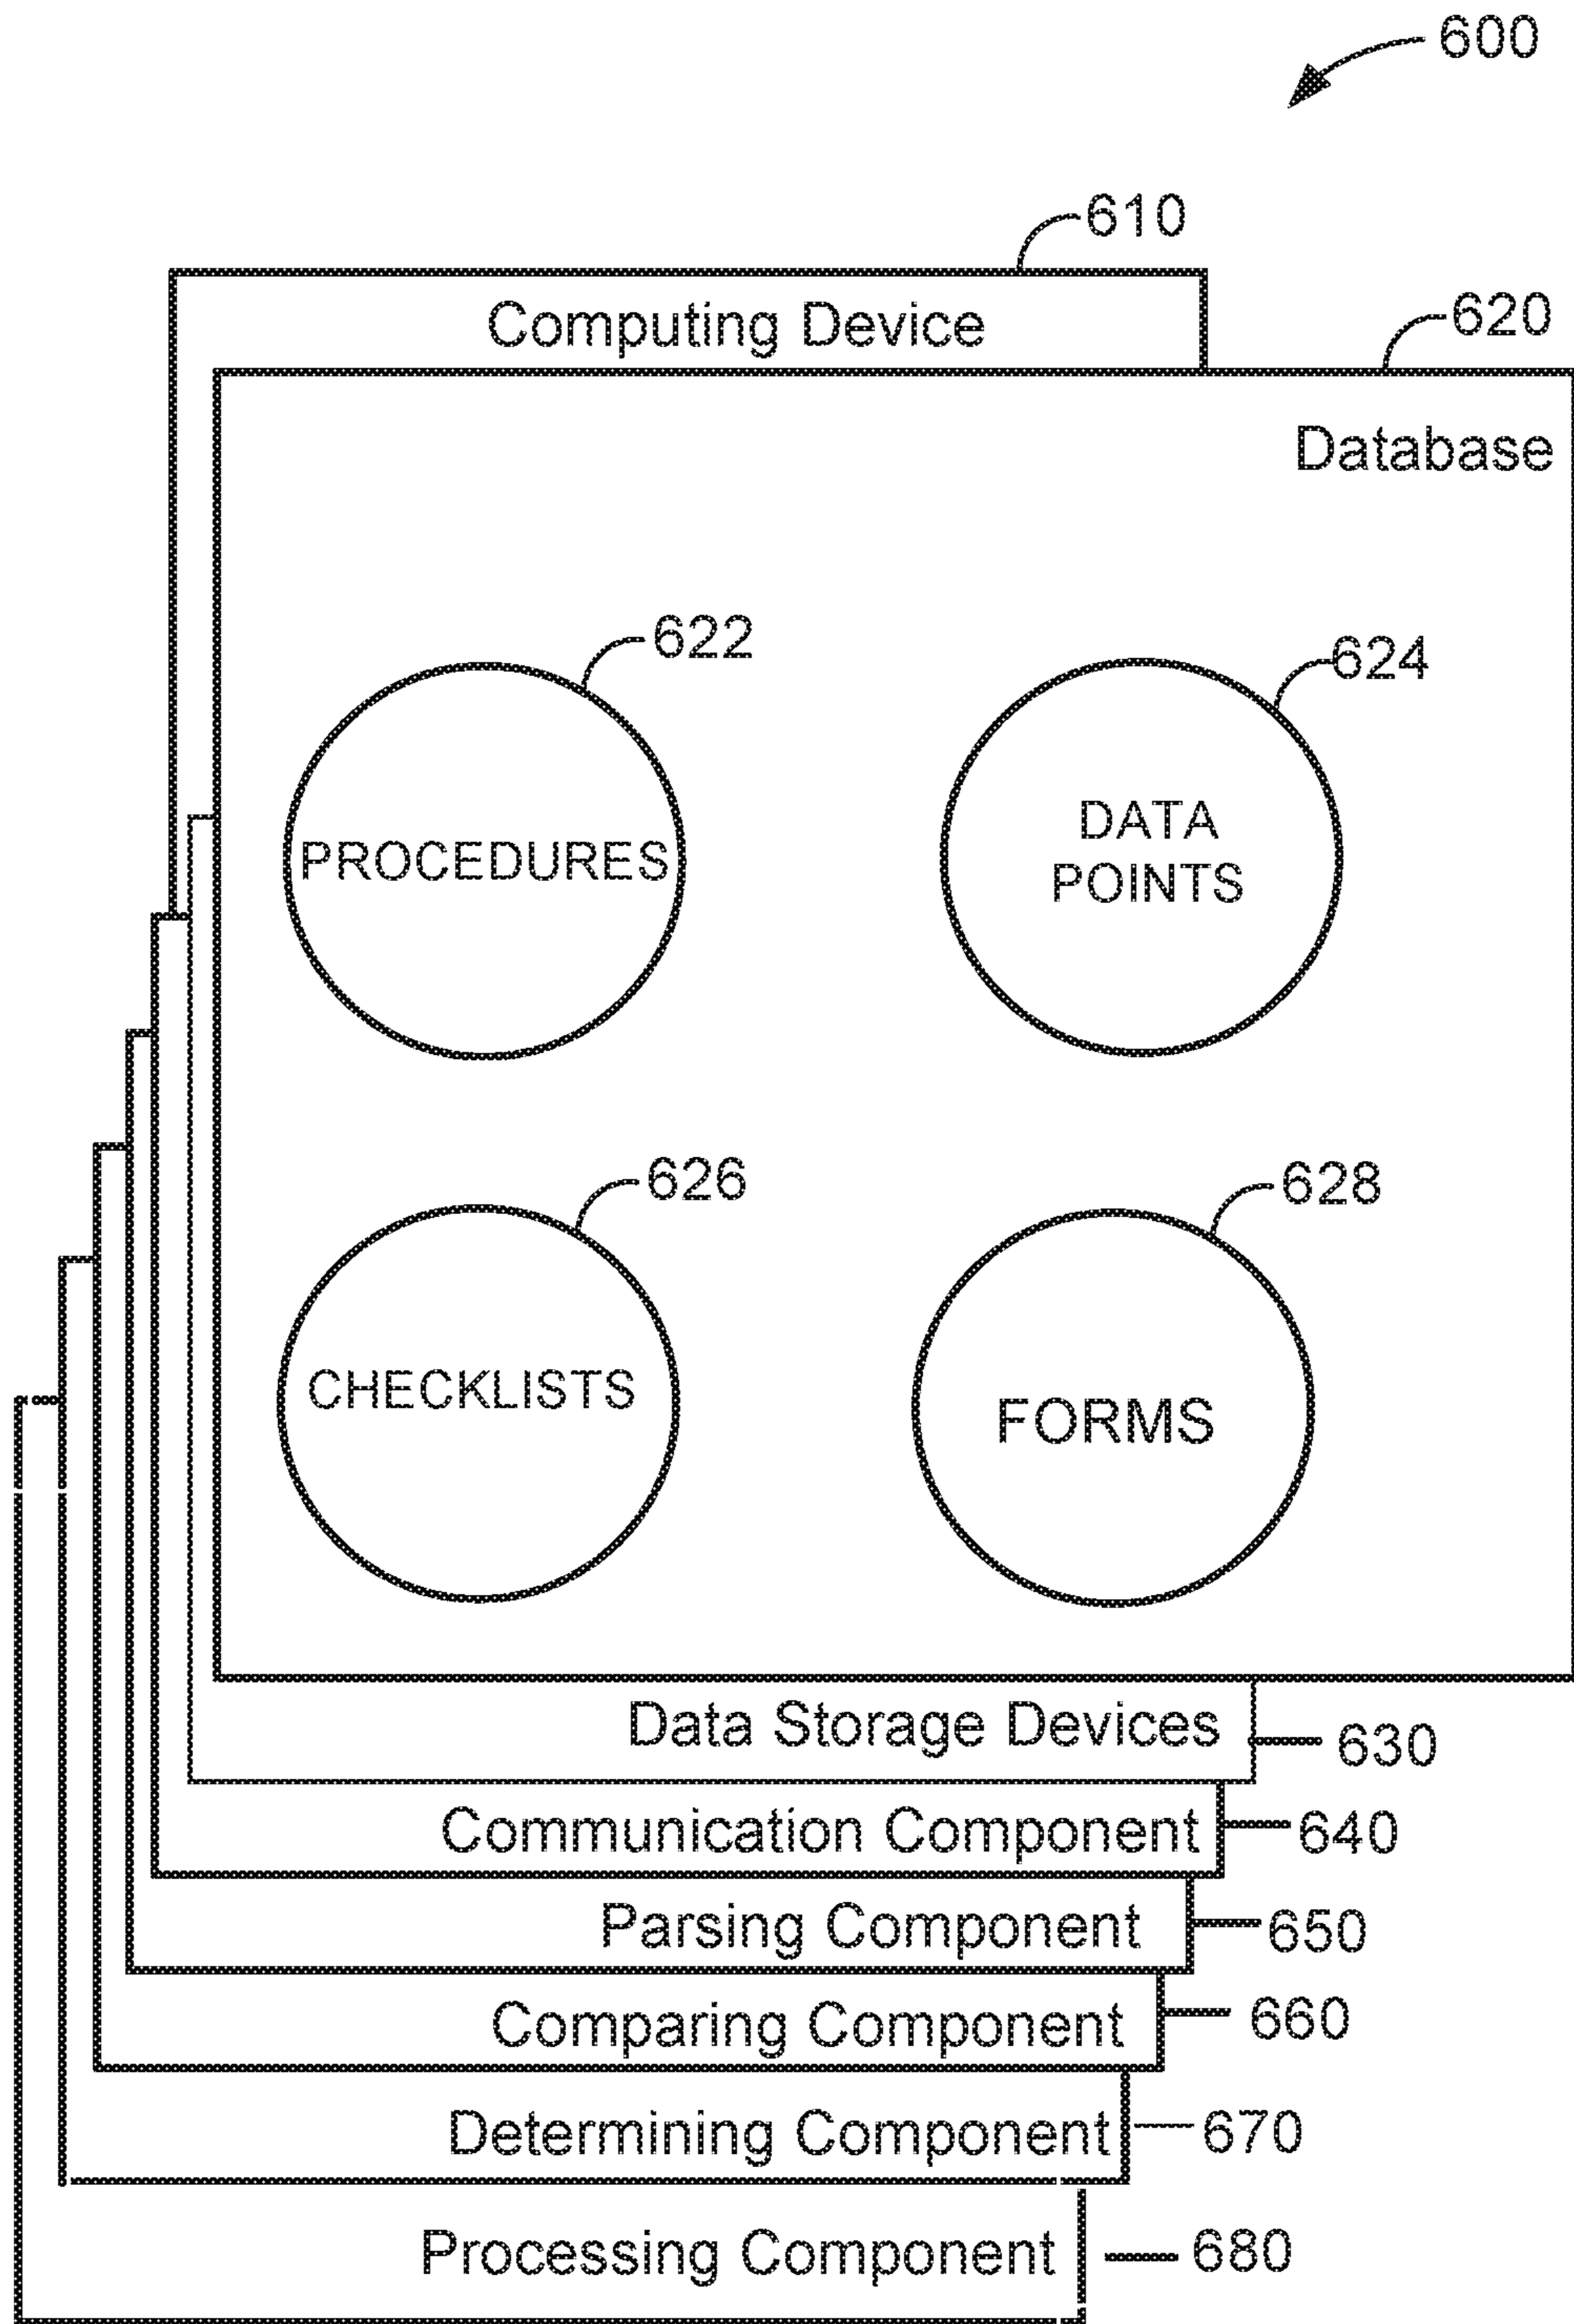 600
610
Computing Device
620
Database
622
624
PROCEDURES
DATA
POINTS
626
628
CHECKLISTS
FORMS
Data Storage Devices
630
Communication Component
640
Parsing Component
650
Comparing Component
660
Determining Component
670
Processing Component
680